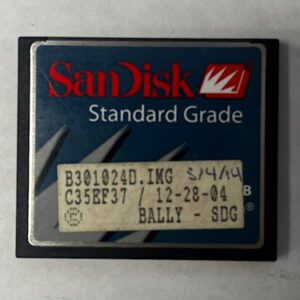 SanDisk
Standard Grade
B301024D.IMG
C35EF37 / 12-28-04
BALLY - SDG
B
®